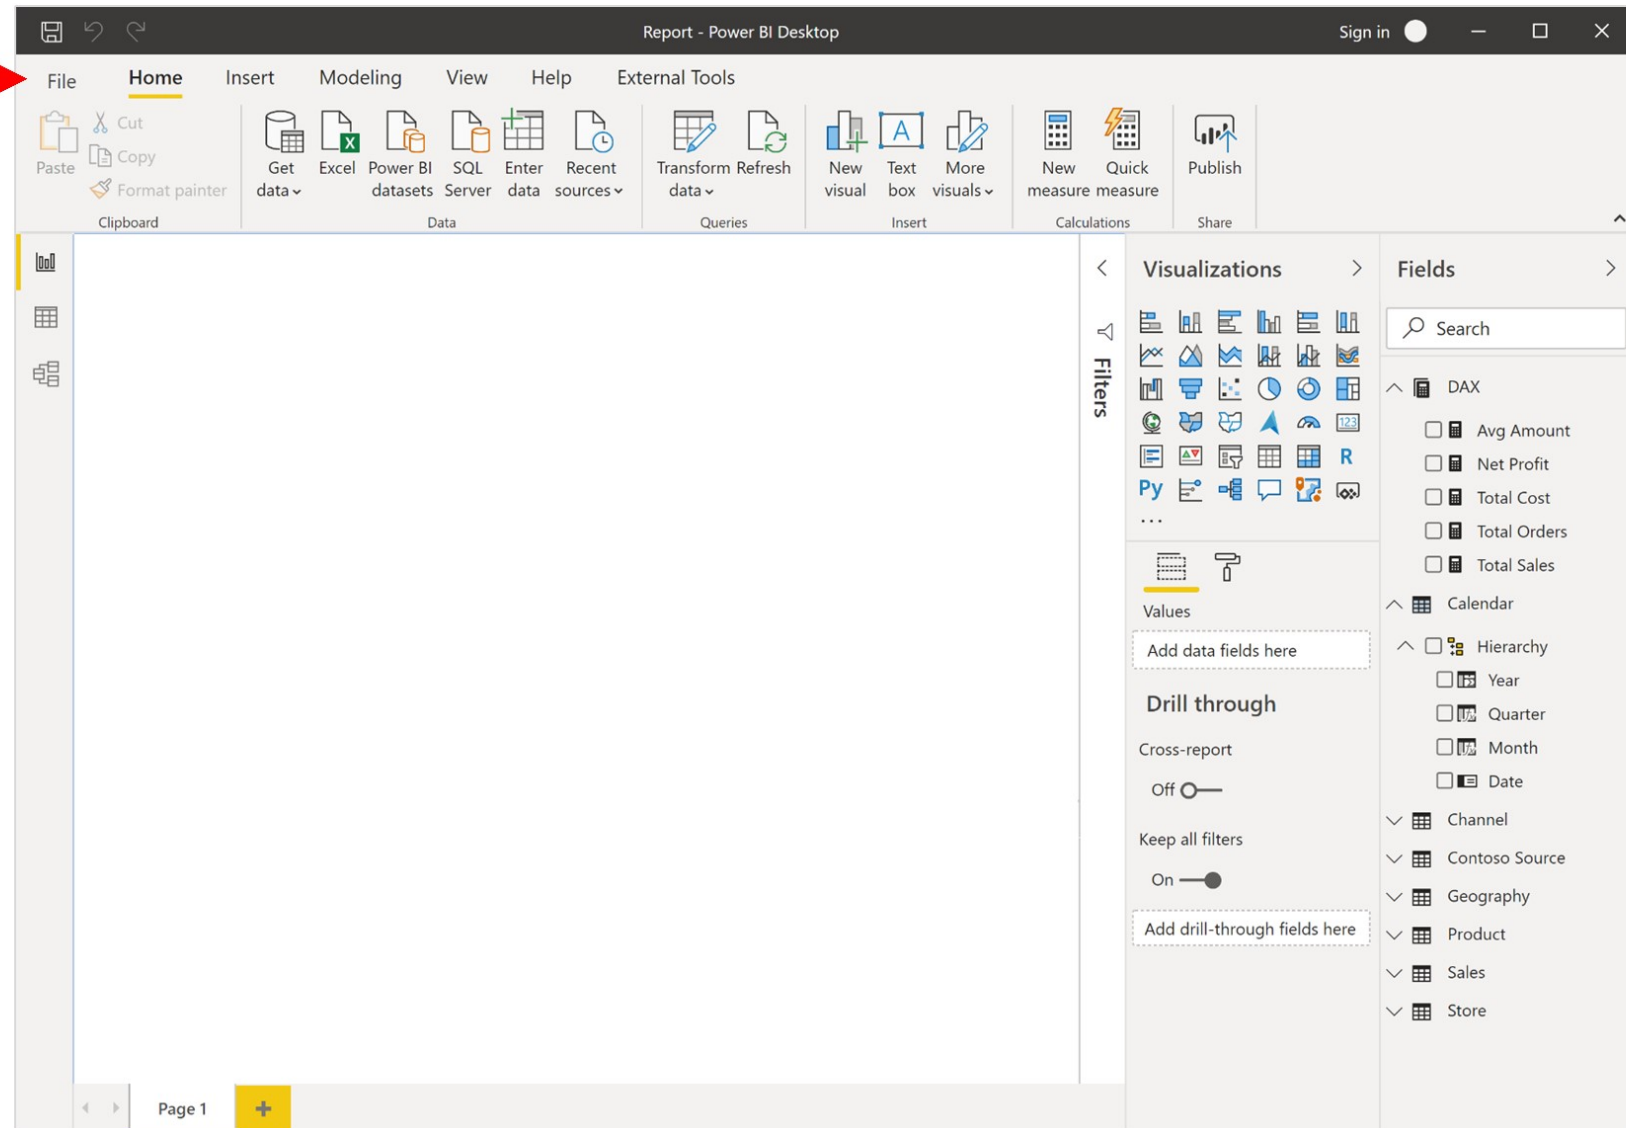 Report - Power BI Desktop
Sign in
File
Home
Insert
Modeling
View
Help
External Tools
Paste
Cut
Copy
Format painter
Clipboard
Get
data
Excel
Power BI
datasets
SQL
Server
Enter
data
Recent
sources
Data
Transform
data
Refresh
Queries
New
visual
Text
box
More
visuals
Insert
New
measure
Quick
measure
Calculations
Publish
Share
Filters
Visualizations
123
R
Py
...
Values
Add data fields here
Drill through
Cross-report
Off
Keep all filters
On
Add drill-through fields here
Fields
Search
DAX
Avg Amount
Net Profit
Total Cost
Total Orders
Total Sales
Calendar
Hierarchy
Year
Quarter
Month
Date
Channel
Contoso Source
Geography
Product
Sales
Store
Page 1